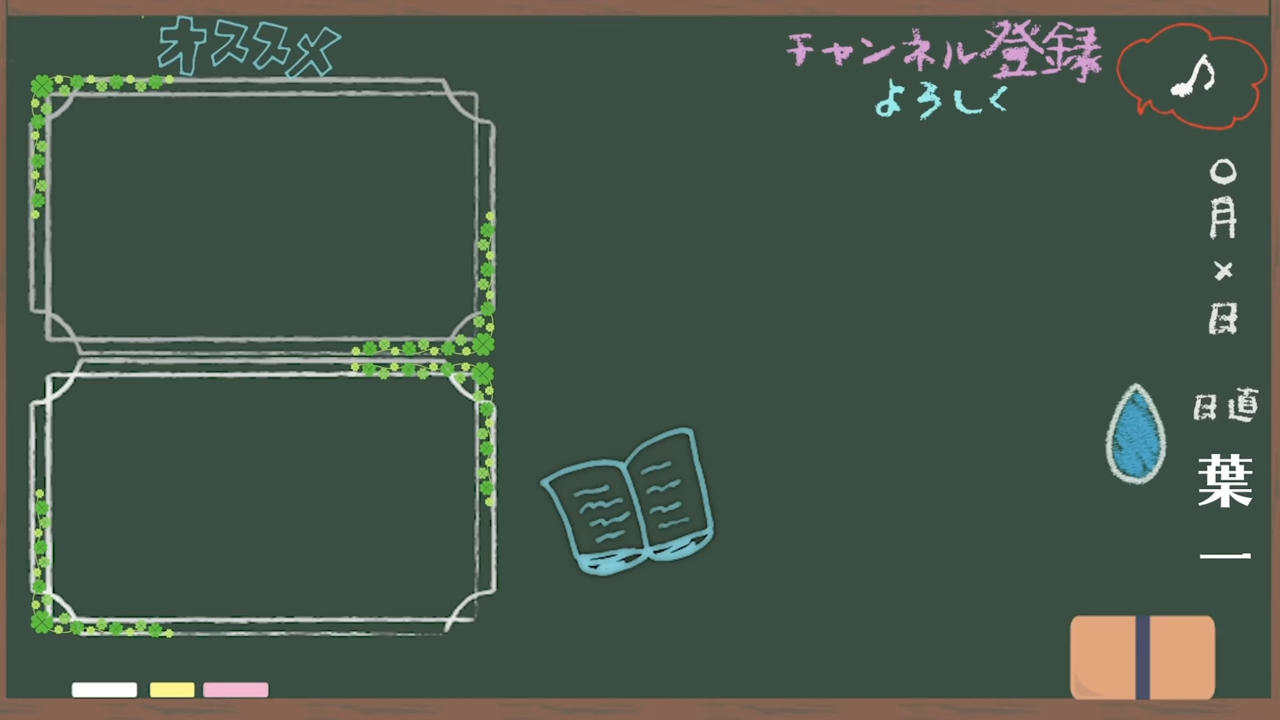 オススメ
チャンネル登録
よろしく
○月×日
日直
葉一